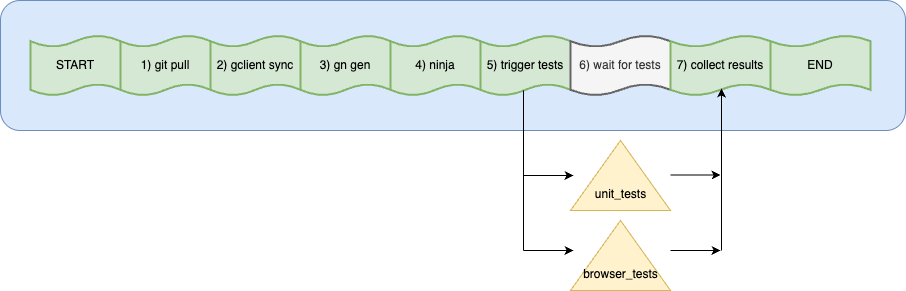 START
1) git pull
2) gclient sync
3) gn gen
4) ninja
5) trigger tests
6) wait for tests
7) collect results
END
unit_tests
browser_tests